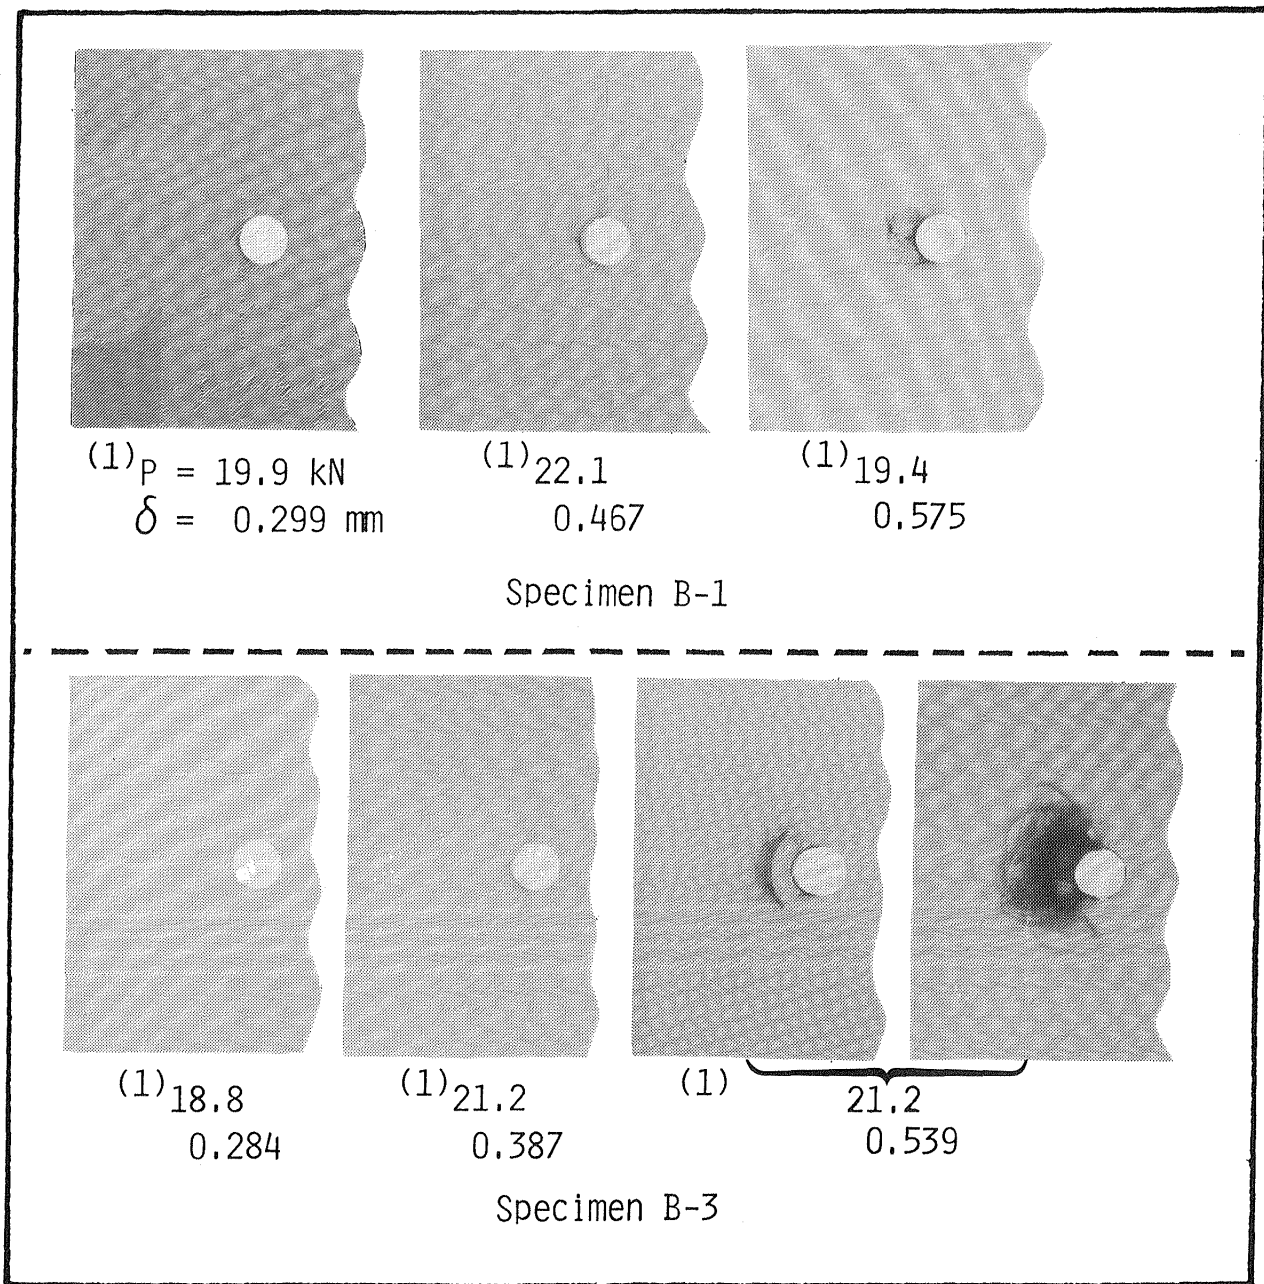 (1)P = 19.9 kN (1)22.1 (1)19.4
δ = 0.299 mm 0.467 0.575
Specimen B-1
(1)18.8 (1)21.2 (1) 21.2
0.284 0.387 0.539
Specimen B-3